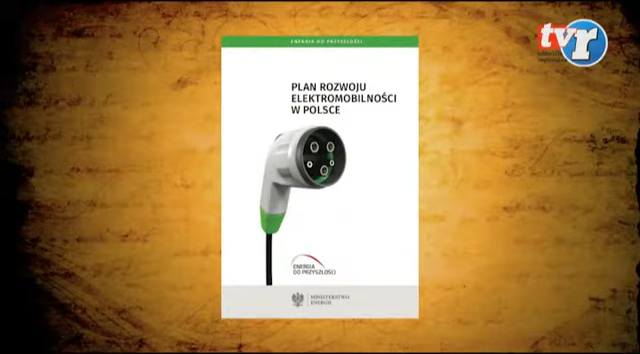 ENERGIA DO PRZYSZŁOŚCI
tvr
PLAN ROZWOJU
ELEKTROMOBILNOŚCI
W POLSCE
ENERGIA
DO PRZYSZŁOŚCI
MINISTERSTWO
ENERGII